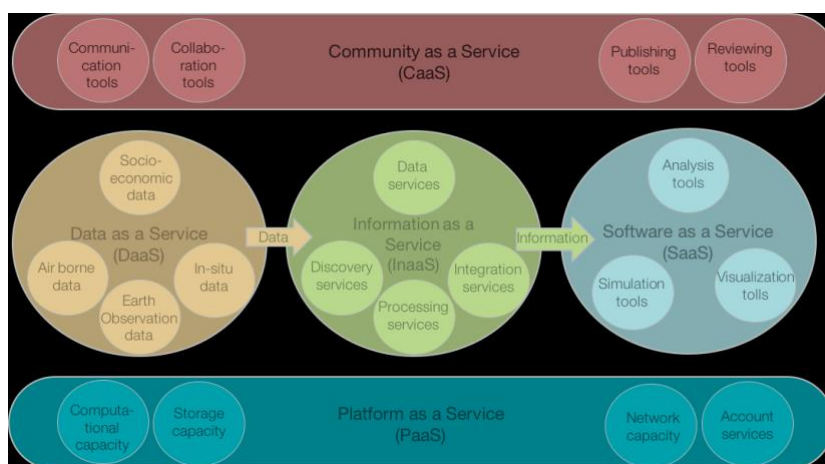 Communi-
cation
tools
Collabo-
ration
tools
Community as a Service
(CaaS)
Publishing
tools
Reviewing
tools
Socio-
economic
data
Data as a Service
(DaaS)
Air borne
data
In-situ
data
Earth
Observation
data
Data
Data
services
Information as a
Service
(InaaS)
Discovery
services
Integration
services
Processing
services
Information
Analysis
tools
Software as a Service
(SaaS)
Simulation
tools
Visualization
tolls
Computa-
tional
capacity
Storage
capacity
Platform as a Service
(PaaS)
Network
capacity
Account
services